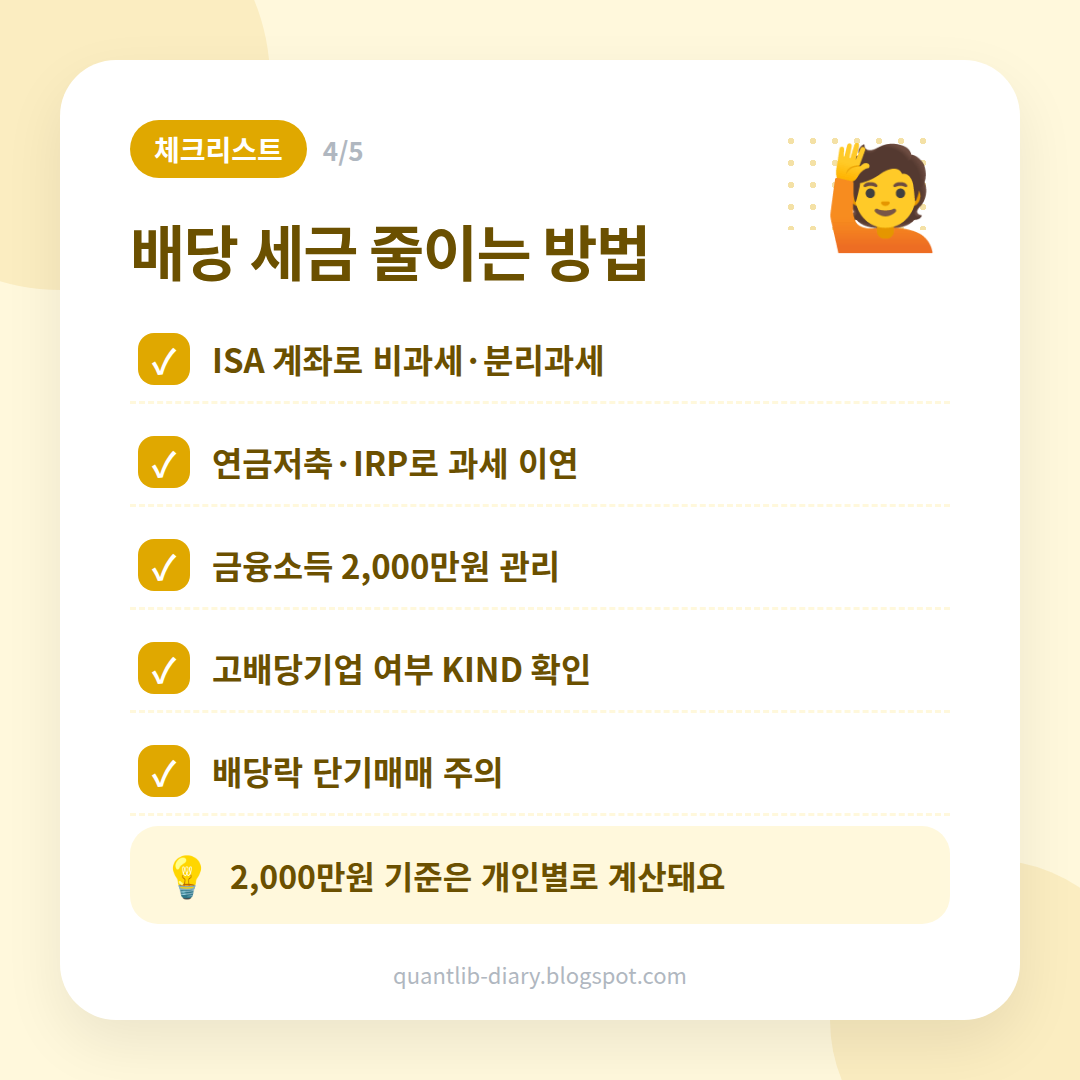 체크리스트 4/5
배당 세금 줄이는 방법
✓ ISA 계좌로 비과세·분리과세
✓ 연금저축·IRP로 과세 이연
✓ 금융소득 2,000만원 관리
✓ 고배당기업 여부 KIND 확인
✓ 배당락 단기매매 주의
2,000만원 기준은 개인별로 계산돼요
quantlib-diary.blogspot.com